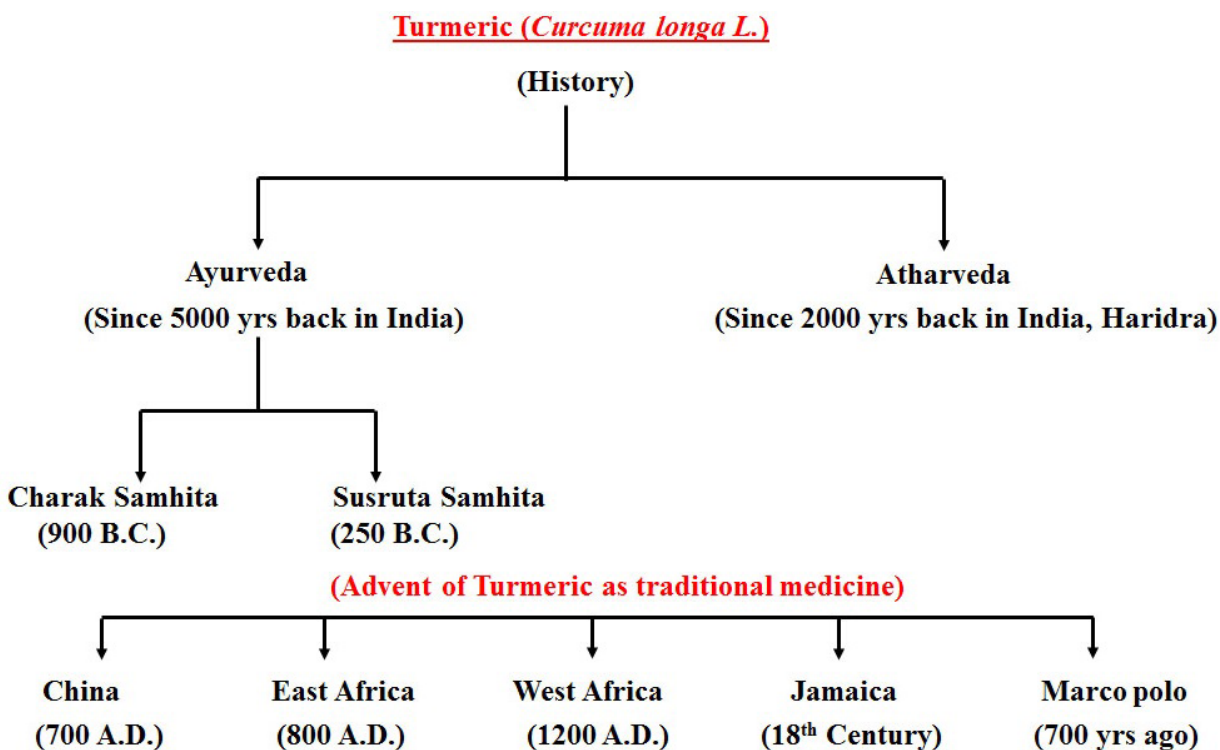 Turmeric (Curcuma longa L.)
(History)
Ayurveda
(Since 5000 yrs back in India)
Atharveda
(Since 2000 yrs back in India, Haridra)
Charak Samhita
(900 B.C.)
Susruta Samhita
(250 B.C.)
(Advent of Turmeric as traditional medicine)
China
(700 A.D.)
East Africa
(800 A.D.)
West Africa
(1200 A.D.)
Jamaica
(18th Century)
Marco polo
(700 yrs ago)